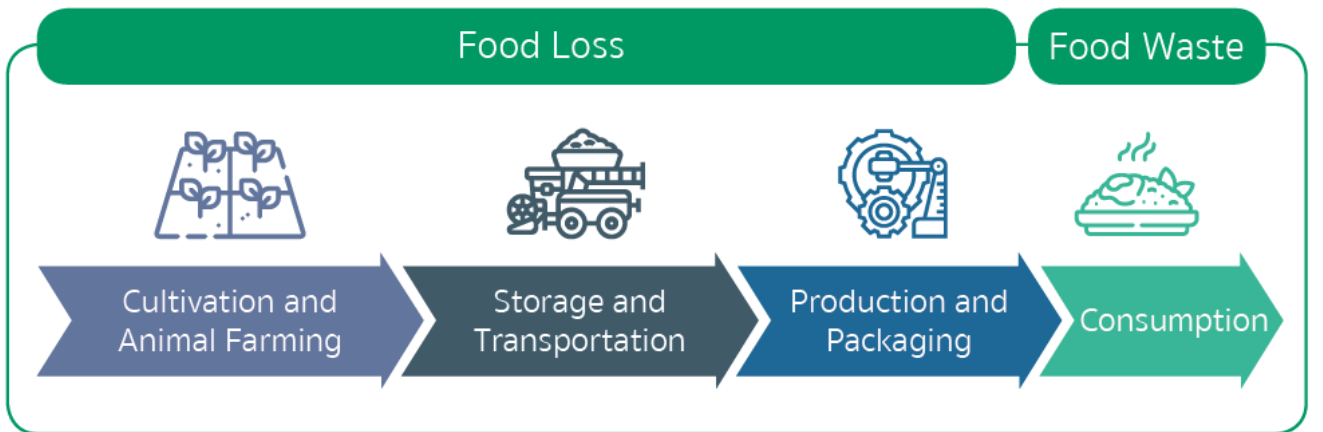 Food Loss
Food Waste
Cultivation and
Animal Farming
Storage and
Transportation
Production and
Packaging
Consumption